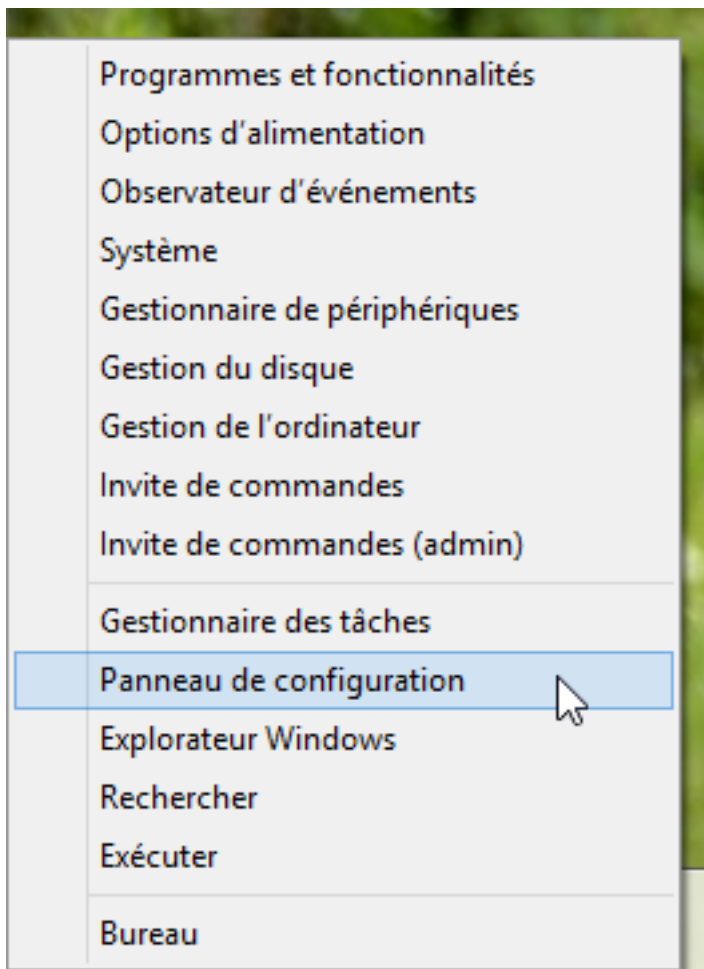 Programmes et fonctionnalités
Options d'alimentation
Observateur d'événements
Système
Gestionnaire de périphériques
Gestion du disque
Gestion de l'ordinateur
Invite de commandes
Invite de commandes (admin)
Gestionnaire des tâches
Panneau de configuration
Explorateur Windows
Rechercher
Exécuter
Bureau